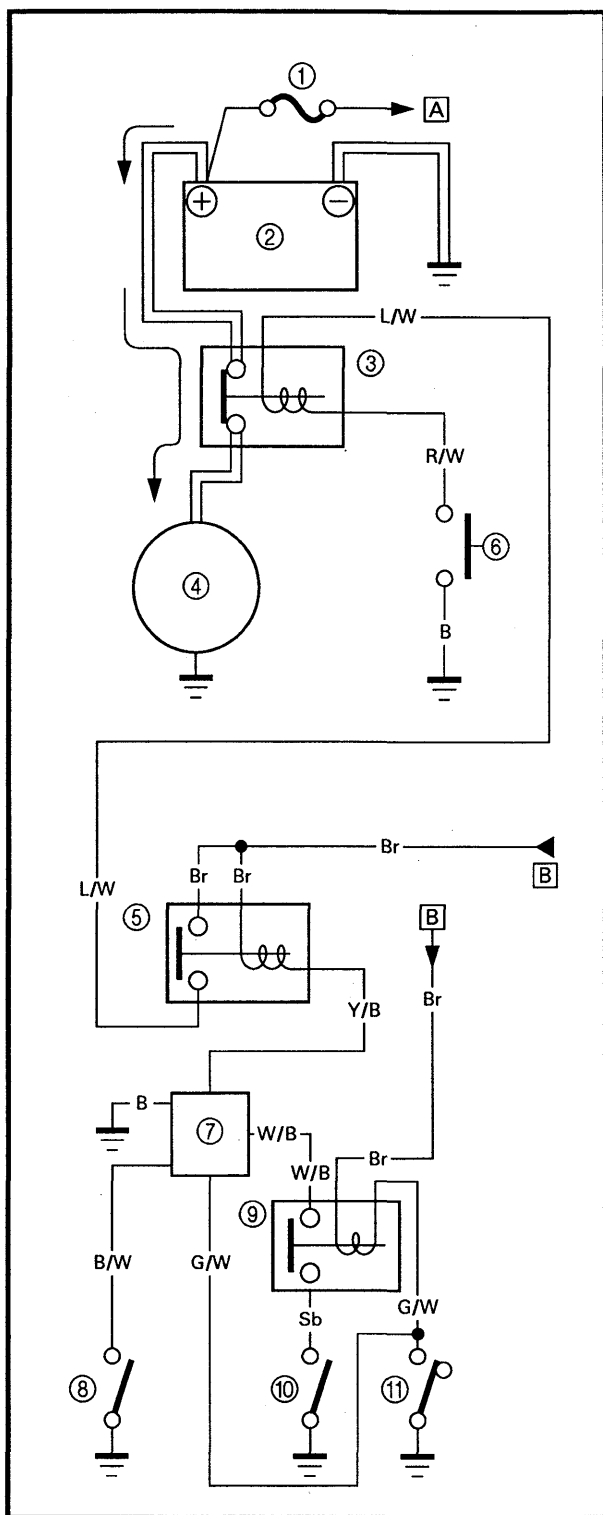 ①
A
+
−
②
L/W
③
R/W
④
⑥
B
Br
B
L/W
Br
Br
⑤
B
Y/B
Br
B
⑦
W/B
W/B
Br
⑨
B/W
G/W
G/W
Sb
⑧
⑩
⑪